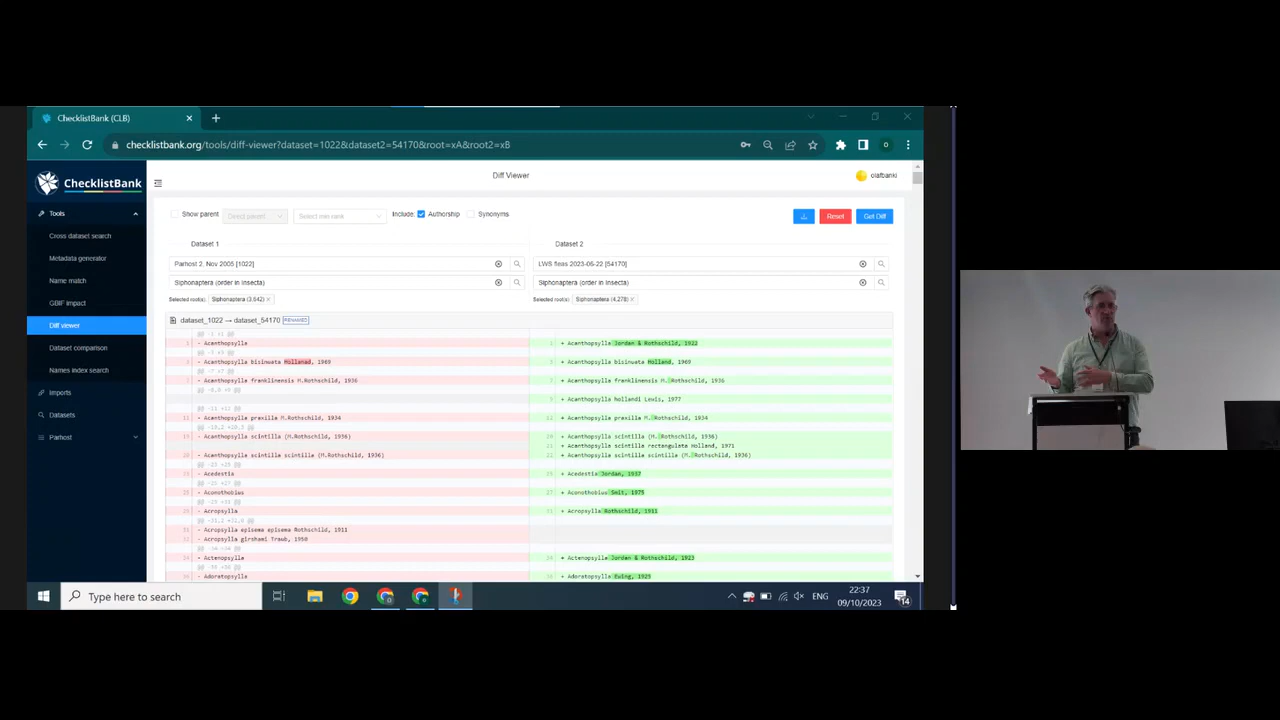 ChecklistBank (CLB)
checklistbank.org/tools/diff-viewer?dataset=1022&dataset2=54170&root=xA&root2=xB
ChecklistBank
Diff Viewer
olafbanki
Tools
Cross dataset search
Metadata generator
Name match
GBIF impact
Diff viewer
Dataset comparison
Names index search
Imports
Datasets
Parhost
Show parent
Select min rank
Include: Authorship Synonyms
Reset
Get Diff
Dataset 1
Dataset 2
Parhost 2. Nov 2005 [1022]
LWS fleas 2023-06-22 [54170]
Siphonaptera (order in Insecta)
Siphonaptera (order in Insecta)
Selected root(s): Siphonaptera (3,642)
Selected root(s): Siphonaptera (4,278)
dataset_1022 → dataset_54170 RENAMED
- Acanthopsylla
+ Acanthopsylla Jordan & Rothschild, 1922
- Acanthopsylla bisinuata Hollanad, 1969
+ Acanthopsylla bisinuata Holland, 1969
- Acanthopsylla franklinensis M.Rothschild, 1936
+ Acanthopsylla franklinensis M. Rothschild, 1936
+ Acanthopsylla hollandi Lewis, 1977
- Acanthopsylla praxilla M.Rothschild, 1934
+ Acanthopsylla praxilla M. Rothschild, 1934
- Acanthopsylla scintilla (M.Rothschild, 1936)
+ Acanthopsylla scintilla (M. Rothschild, 1936)
+ Acanthopsylla scintilla rectangulata Holland, 1971
- Acanthopsylla scintilla scintilla (M.Rothschild, 1936)
+ Acanthopsylla scintilla scintilla (M. Rothschild, 1936)
- Acedestia
+ Acedestia Jordan, 1937
- Aconothobius
+ Aconothobius Smit, 1975
- Acropsylla
+ Acropsylla Rothschild, 1911
- Acropsylla episema episema Rothschild, 1911
- Acropsylla girshami Traub, 1950
- Actenopsylla
+ Actenopsylla Jordan & Rothschild, 1923
- Adoratopsylla
+ Adoratopsylla Ewing, 1925
Type here to search
ENG
22:37
09/10/2023
14